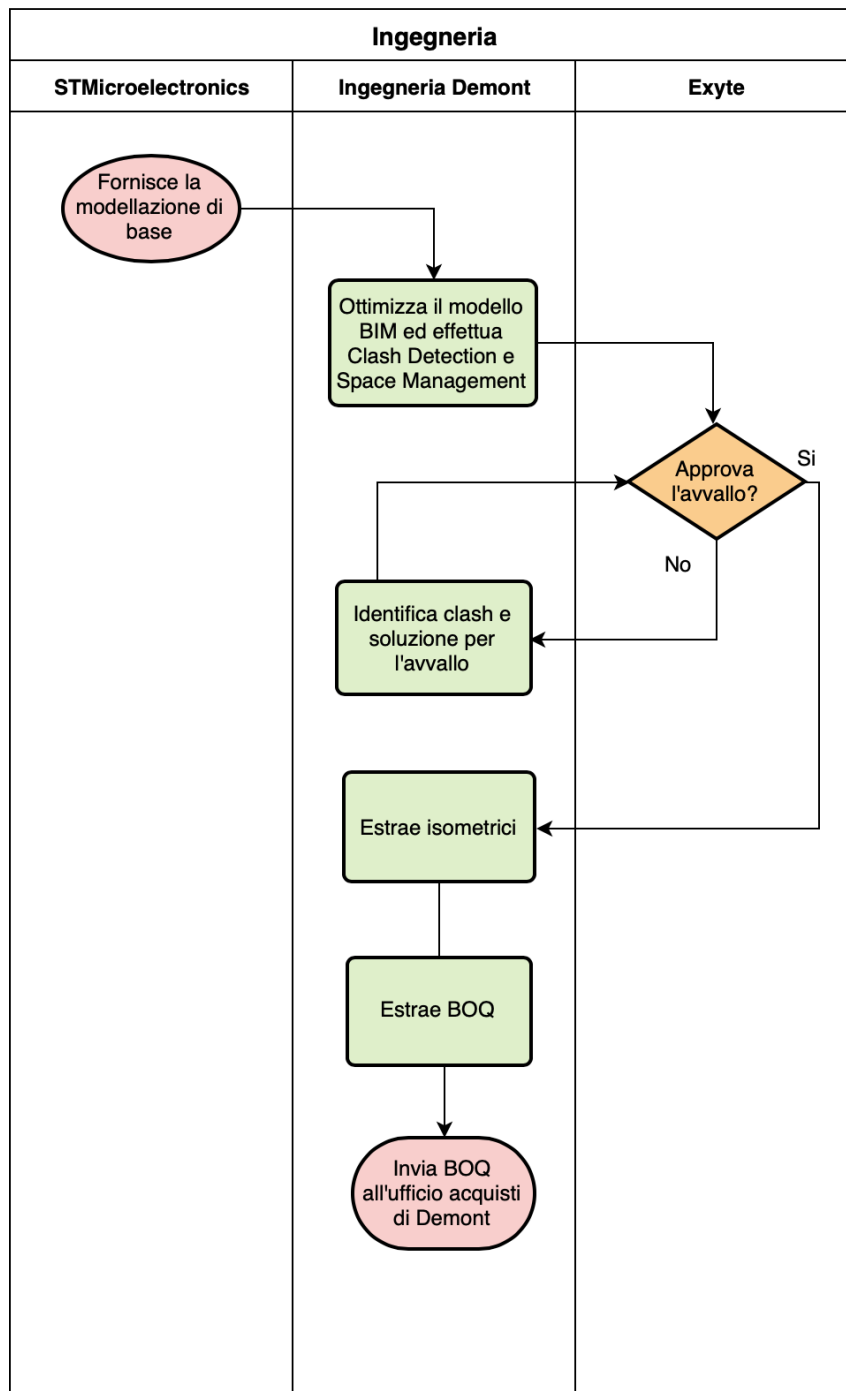 Ingegneria
STMicroelectronics
Ingegneria Demont
Exyte
Fornisce la
modellazione di
base
Ottimizza il modello
BIM ed effettua
Clash Detection e
Space Management
Approva
l'avvallo?
Si
No
Identifica clash e
soluzione per
l'avvallo
Estrae isometrici
Estrae BOQ
Invia BOQ
all'ufficio acquisti
di Demont